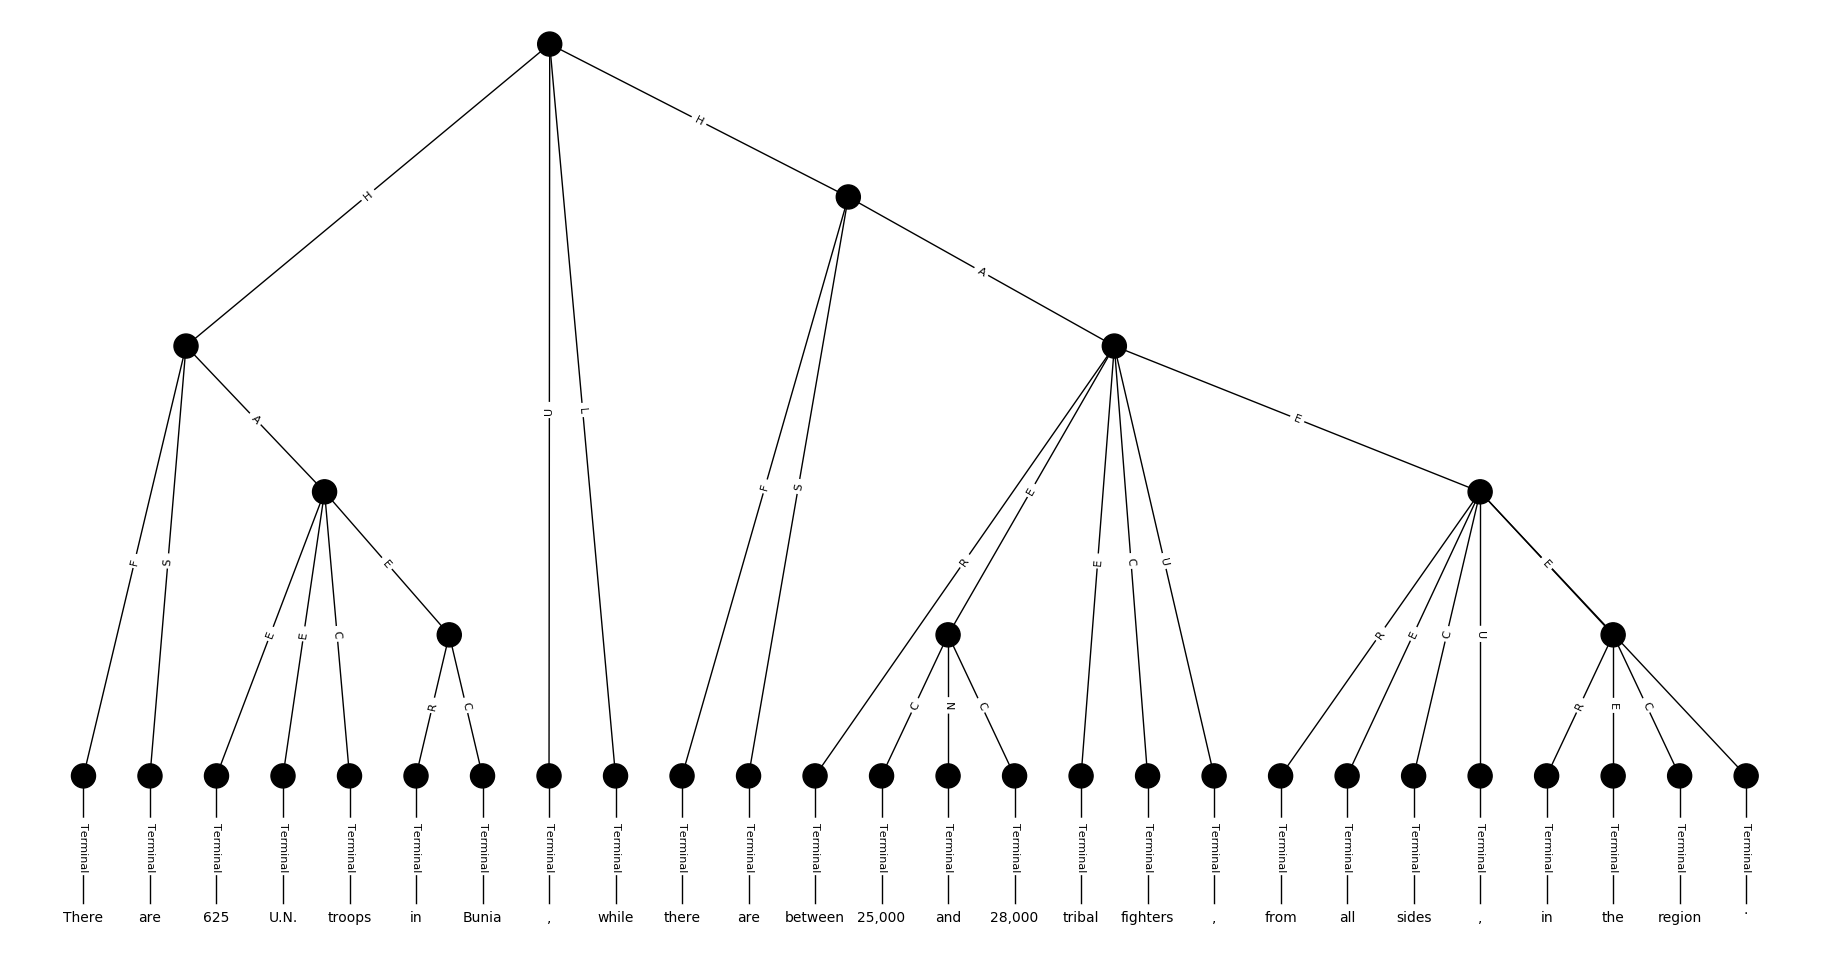 H
H
A
A
E
U
L
F
S
E
F
S
E
R
E
C
U
E
E
E
C
R
E
C
U
R
C
C
N
C
R
E
C
Terminal Terminal Terminal Terminal Terminal Terminal Terminal Terminal Terminal Terminal Terminal Terminal Terminal Terminal Terminal Terminal Terminal Terminal Terminal Terminal Terminal Terminal Terminal Terminal Terminal Terminal
There are 625 U.N. troops in Bunia , while there are between 25,000 and 28,000 tribal fighters , from all sides , in the region .